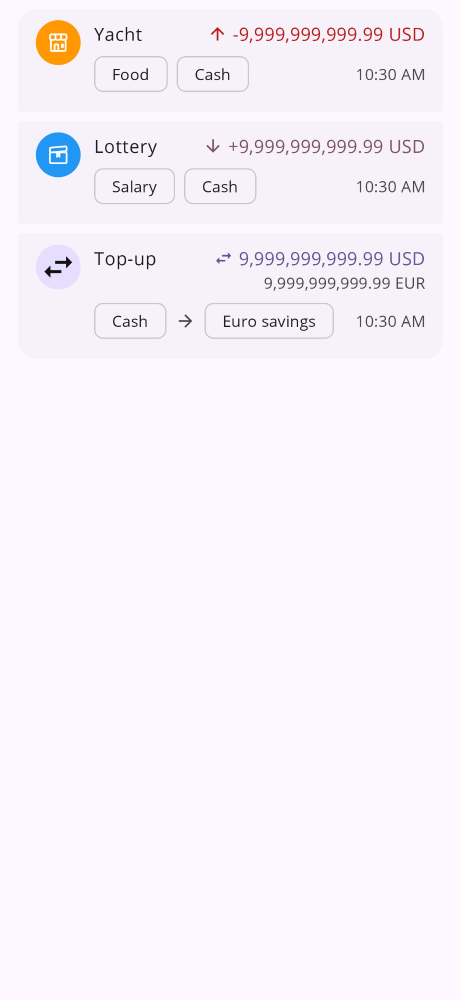 Yacht -9,999,999,999.99 USD
Food Cash 10:30 AM
Lottery +9,999,999,999.99 USD
Salary Cash 10:30 AM
Top-up 9,999,999,999.99 USD
9,999,999,999.99 EUR
Cash → Euro savings 10:30 AM